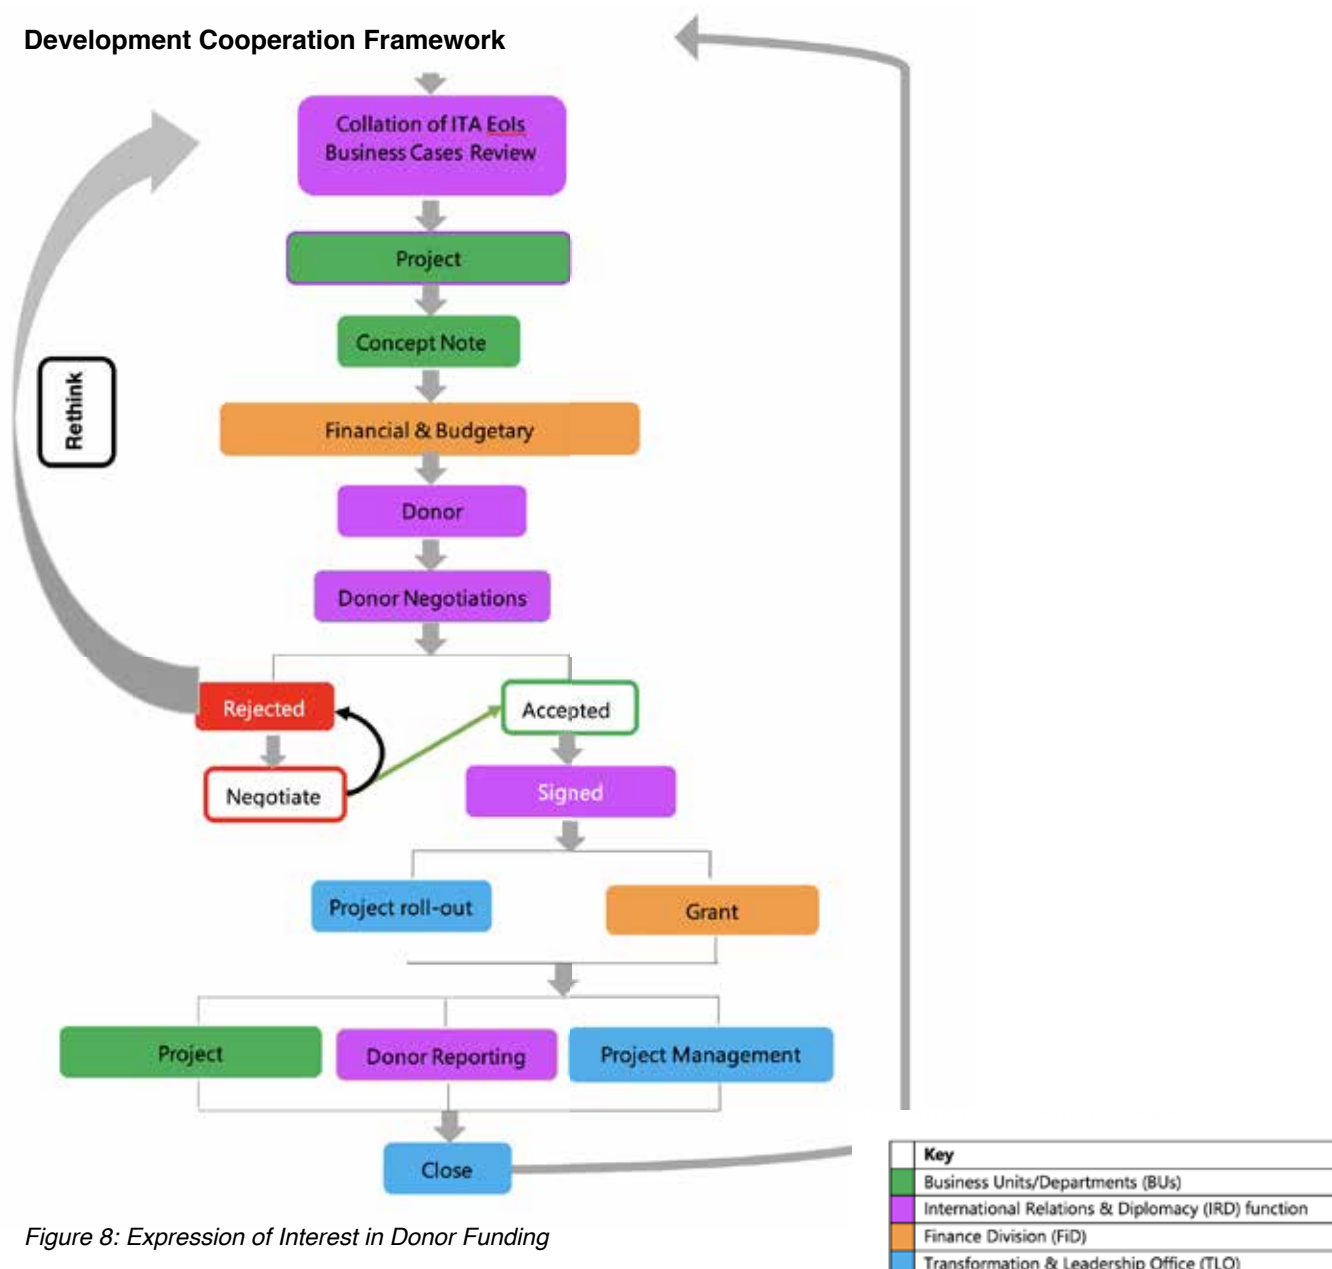 Development Cooperation Framework
Collation of ITA EoIs
Business Cases Review
Project
Concept Note
Rethink
Financial & Budgetary
Donor
Donor Negotiations
Rejected
Accepted
Negotiate
Signed
Project roll-out
Grant
Project
Donor Reporting
Project Management
Close
Key
Business Units/Departments (BUs)
International Relations & Diplomacy (IRD) function
Finance Division (FiD)
Transformation & Leadership Office (TLO)
Figure 8: Expression of Interest in Donor Funding